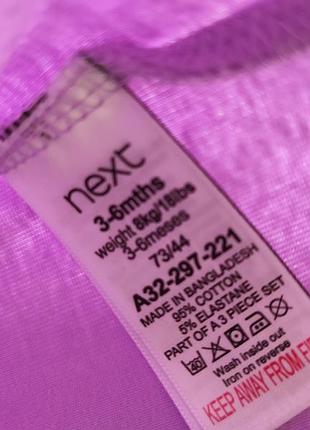 next
3-6mths
weight 8kg/18lbs
3-6meses
73/44
A32-297-221
MADE IN BANGLADESH
95% COTTON
5% ELASTANE
PART OF A 3 PIECE SET
40
Wash inside out
Iron on reverse
KEEP AWAY FROM